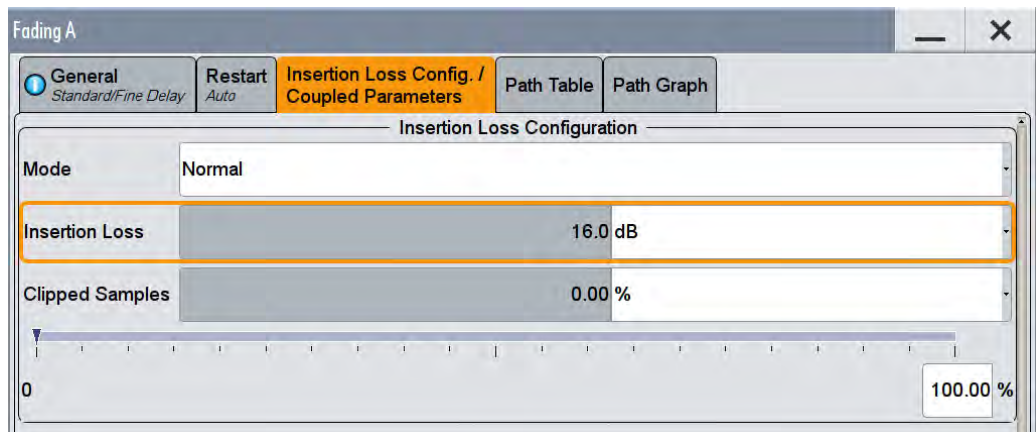 Fading A
General
Standard/Fine Delay
Restart
Auto
Insertion Loss Config. /
Coupled Parameters
Path Table
Path Graph
Insertion Loss Configuration
Mode Normal
Insertion Loss 16.0 dB
Clipped Samples 0.00 %
0 100.00 %